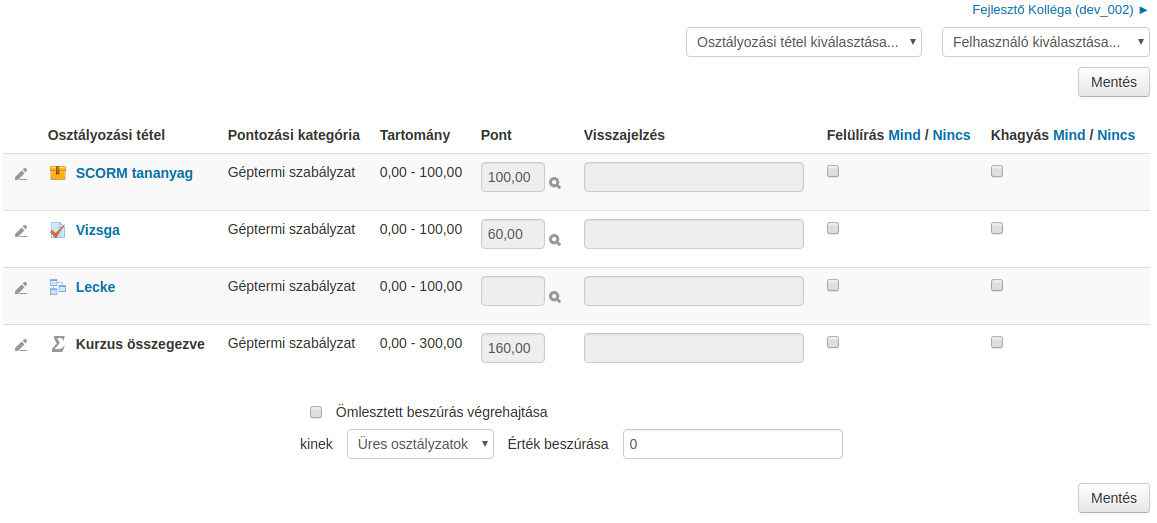 Fejlesztő Kolléga (dev_002) ►
Osztályozási tétel kiválasztása... Felhasználó kiválasztása...
Mentés
Osztályozási tétel Pontozási kategória Tartomány Pont Visszajelzés Felülírás Mind / Nincs Khagyás Mind / Nincs
SCORM tananyag Géptermi szabályzat 0,00 - 100,00 100,00
Vizsga Géptermi szabályzat 0,00 - 100,00 60,00
Lecke Géptermi szabályzat 0,00 - 100,00
Kurzus összegezve Géptermi szabályzat 0,00 - 300,00 160,00
Ömlesztett beszúrás végrehajtása
kinek Üres osztályzatok Érték beszúrása 0
Mentés